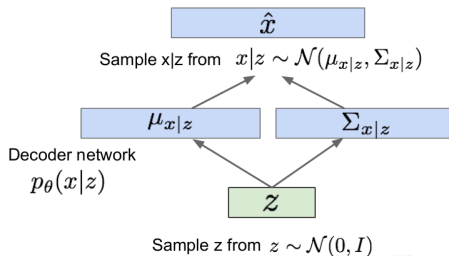 x̂
Sample x|z from x|z ∼ 𝒩(μ_{x|z}, Σ_{x|z})
μ_{x|z} Σ_{x|z}
Decoder network
p_θ(x|z)
z
Sample z from z ∼ 𝒩(0, I)